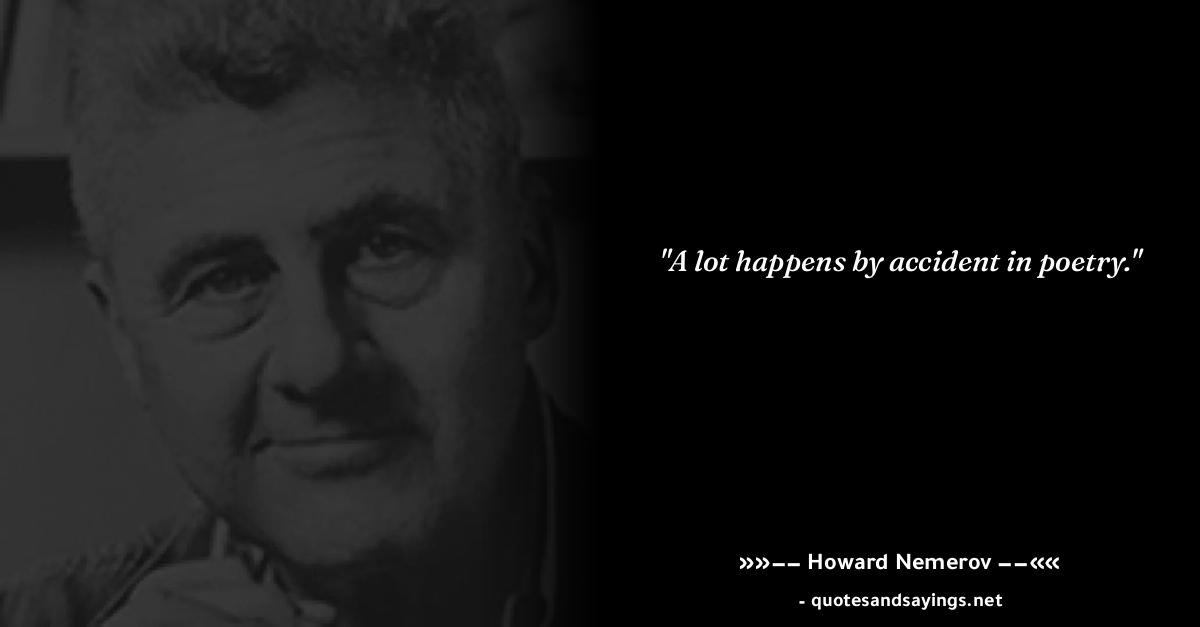 "A lot happens by accident in poetry."
»»–– Howard Nemerov ––««
- quotesandsayings.net